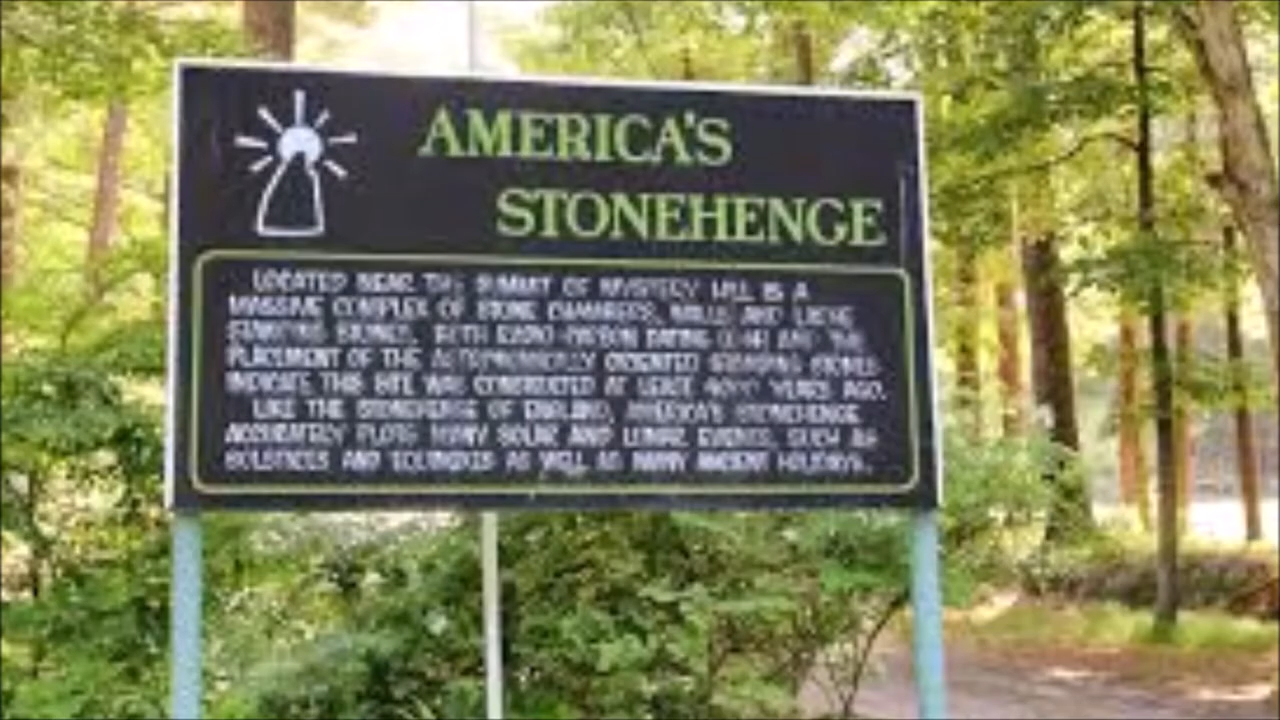 AMERICA'S
STONEHENGE
LOCATED NEAR THE SUMMIT OF MYSTERY HILL IS A
MASSIVE COMPLEX OF STONE CHAMBERS, WALLS AND LARGE
STANDING STONES. BOTH RADIO-CARBON DATING AND THE
PLACEMENT OF THE ASTRONOMICALLY ORIENTED STANDING STONES
INDICATE THIS SITE WAS CONSTRUCTED AT LEAST 4000 YEARS AGO.
LIKE THE STONEHENGE OF ENGLAND, AMERICA'S STONEHENGE
ACCURATELY PLOTS MANY SOLAR AND LUNAR EVENTS, SUCH AS
SOLSTICES AND EQUINOXES AS WELL AS MANY ANCIENT HOLIDAYS.